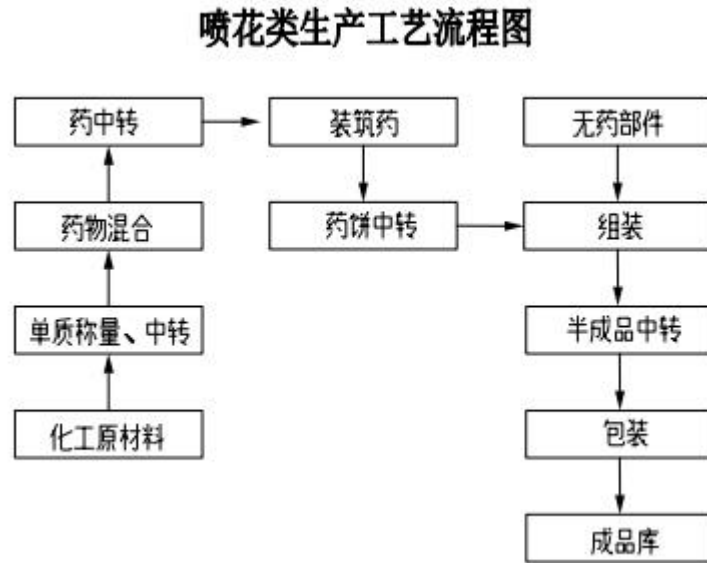 喷花类生产工艺流程图
药中转
装筑药
无药部件
药物混合
药饼中转
组装
单质称量、中转
半成品中转
化工原材料
包装
成品库